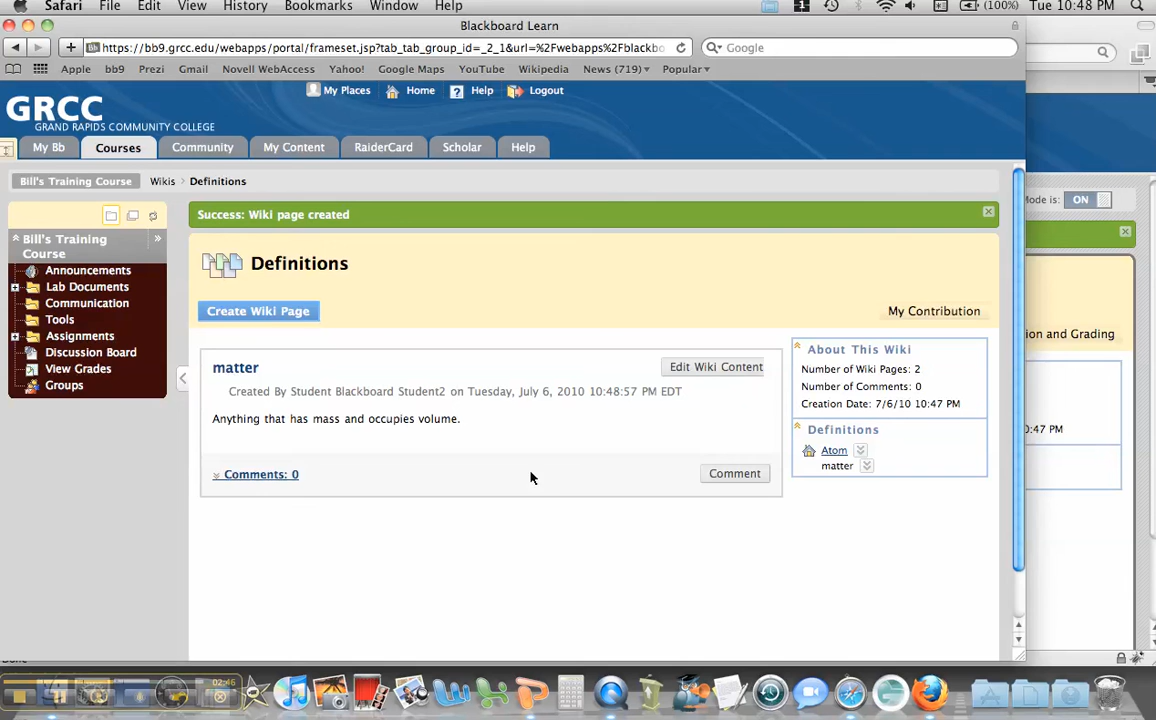 Safari File Edit View History Bookmarks Window Help
1 (100%) Tue 10:48 PM
Blackboard Learn
Bb https://bb9.grcc.edu/webapps/portal/frameset.jsp?tab_tab_group_id=_2_1&url=%2Fwebapps%2Fblackbo
Google
Apple bb9 Prezi Gmail Novell WebAccess Yahoo! Google Maps YouTube Wikipedia News (719) Popular
My Places Home Help Logout
GRCC
GRAND RAPIDS COMMUNITY COLLEGE
My Bb Courses Community My Content RaiderCard Scholar Help
Bill's Training Course Wikis Definitions
Mode is: ON
Success: Wiki page created
Bill's Training
Course
Announcements
Lab Documents
Communication
Tools
Assignments
Discussion Board
View Grades
Groups
Definitions
Create Wiki Page
My Contribution
matter
Edit Wiki Content
Created By Student Blackboard Student2 on Tuesday, July 6, 2010 10:48:57 PM EDT
Anything that has mass and occupies volume.
Comments: 0
Comment
About This Wiki
Number of Wiki Pages: 2
Number of Comments: 0
Creation Date: 7/6/10 10:47 PM
Definitions
Atom
matter
ion and Grading
0:47 PM
02:46